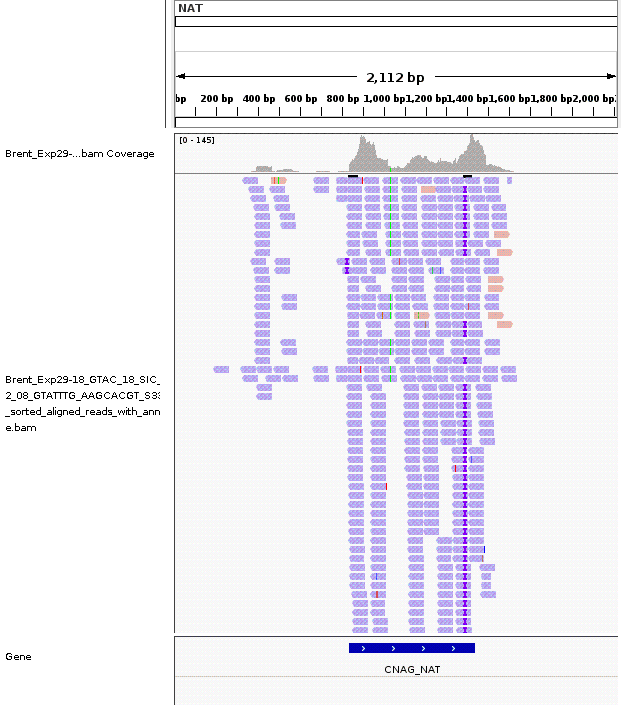 NAT
2,112 bp
bp 200 bp 400 bp 600 bp 800 bp 1,000 bp 1,200 bp 1,400 bp 1,600 bp 1,800 bp 2,000 bp
[0 - 145]
Brent_Exp29-...bam Coverage
Brent_Exp29-18_GTAC_18_SIC_
2_08_GTATTTG_AAGCACGT_S3
_sorted_aligned_reads_with_ann
e.bam
Gene
CNAG_NAT